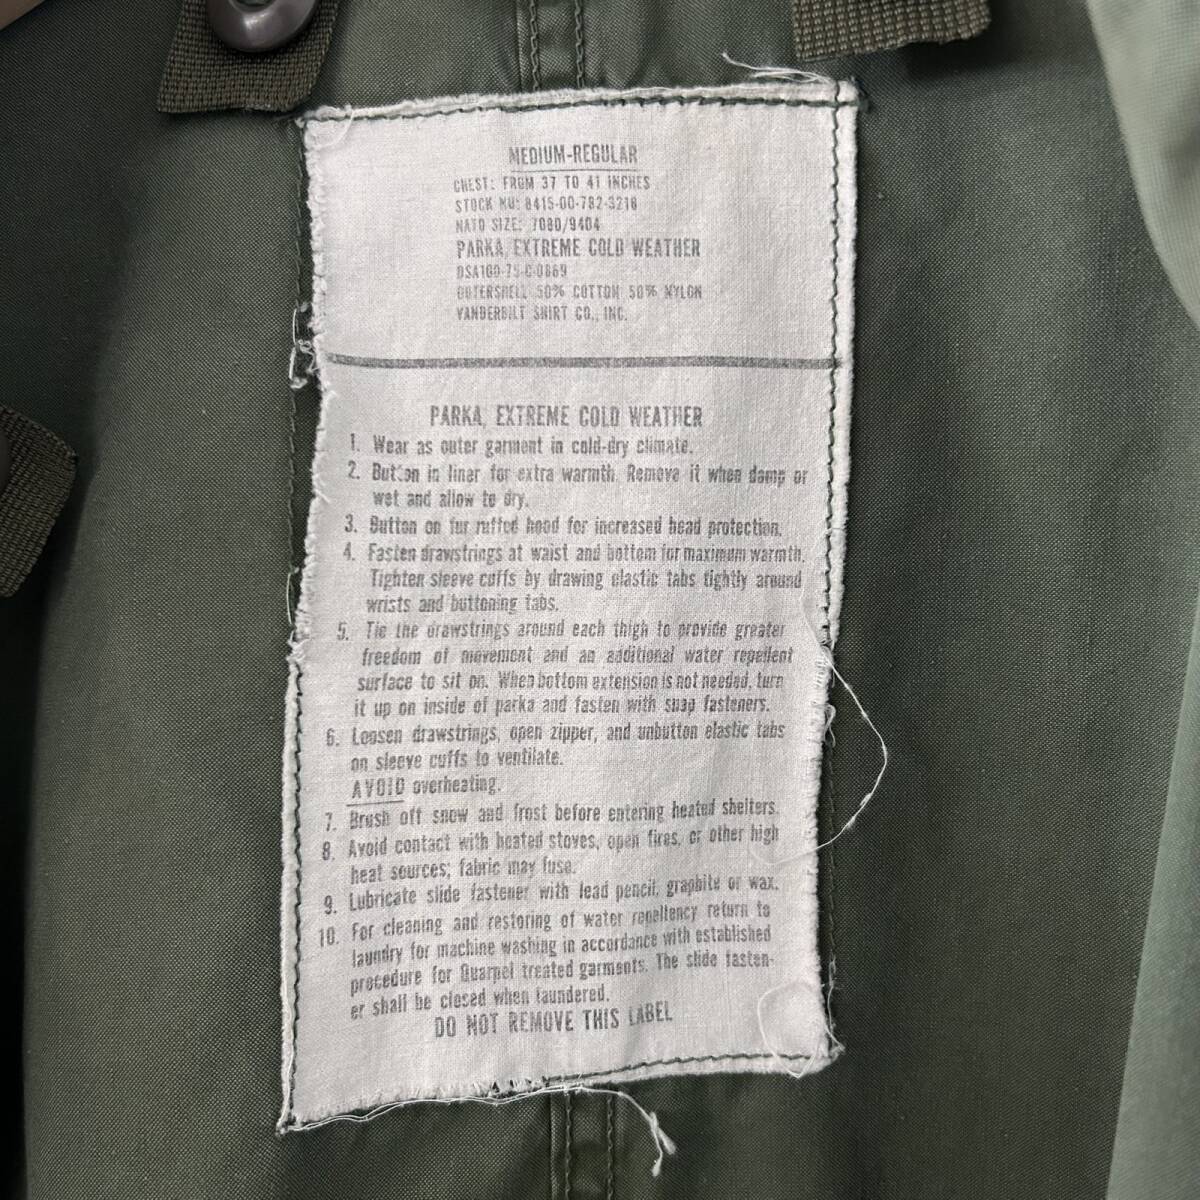 MEDIUM-REGULAR
CHEST: FROM 37 TO 41 INCHES
STOCK NO: 8415-00-782-3218
NATO SIZE: 7080/9404
PARKA, EXTREME COLD WEATHER
DSA100-75-C-0869
OUTERSHELL 50% COTTON 50% NYLON
VANDERBILT SHIRT CO., INC.
PARKA, EXTREME COLD WEATHER
1. Wear as outer garment in cold-dry climate.
2. Button in liner for extra warmth. Remove it when damp or
wet and allow to dry.
3. Button on fur ruffed hood for increased head protection.
4. Fasten drawstrings at waist and bottom for maximum warmth.
Tighten sleeve cuffs by drawing elastic tabs tightly around
wrists and buttoning tabs.
5. Tie the drawstrings around each thigh to provide greater
freedom of movement and an additional water repellent
surface to sit on. When bottom extension is not needed, turn
it up on inside of parka and fasten with snap fasteners.
6. Loosen drawstrings, open zipper, and unbutton elastic tabs
on sleeve cuffs to ventilate.
AVOID overheating.
7. Brush off snow and frost before entering heated shelters.
8. Avoid contact with heated stoves, open fires, or other high
heat sources; fabric may fuse.
9. Lubricate slide fastener with lead pencil, graphite or wax.
10. For cleaning and restoring of water repellency return to
laundry for machine washing in accordance with established
procedure for Quarpel treated garments. The slide fasten-
er shall be closed when laundered.
DO NOT REMOVE THIS LABEL